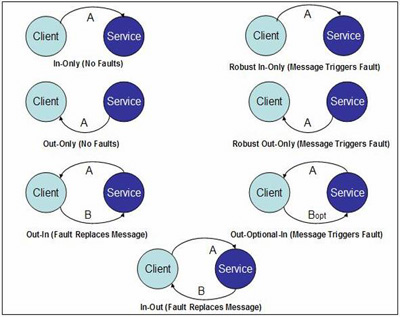 A
Client Service
In-Only (No Faults)
A
Client Service
Robust In-Only (Message Triggers Fault)
Client Service
A
Out-Only (No Faults)
Client Service
A
Robust Out-Only (Message Triggers Fault)
A
Client Service
B
Out-In (Fault Replaces Message)
A
Client Service
Bopt
Out-Optional-In (Message Triggers Fault)
A
Client Service
B
In-Out (Fault Replaces Message)